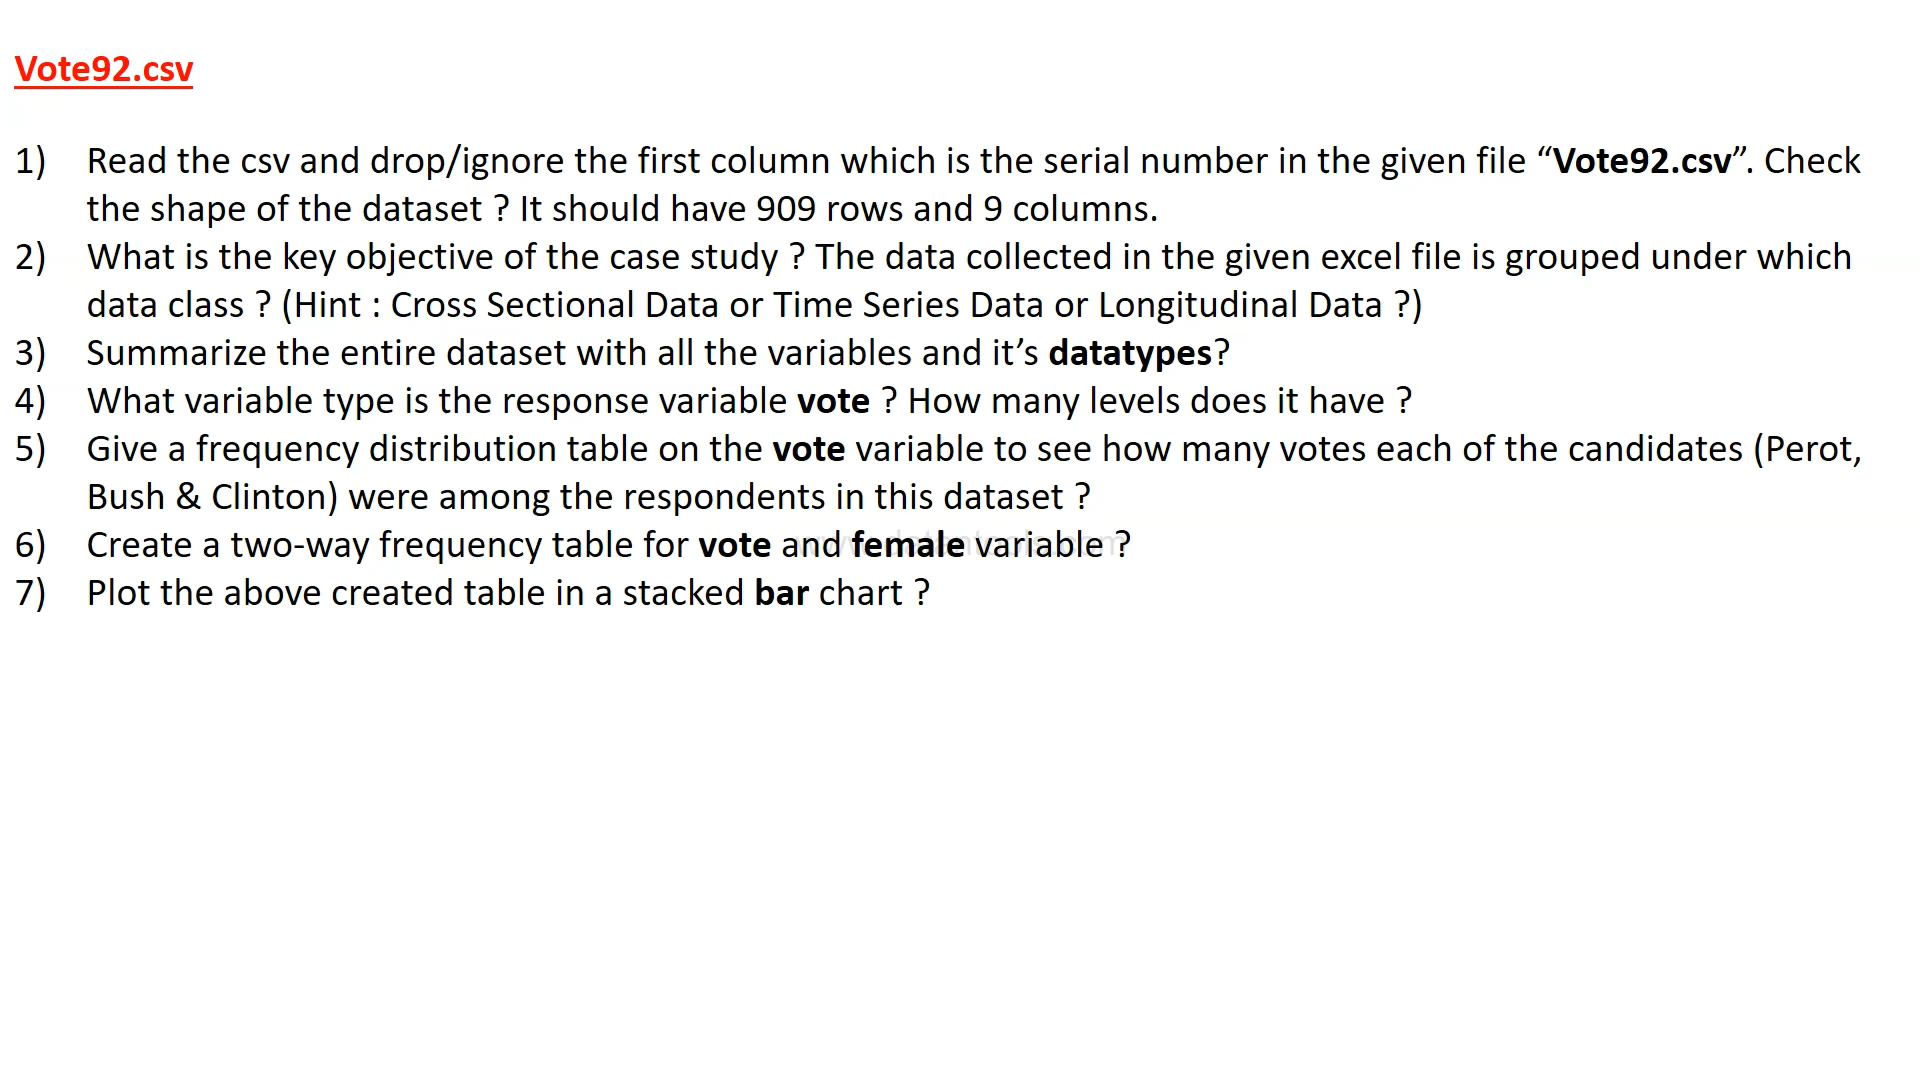 Vote92.csv
1) Read the csv and drop/ignore the first column which is the serial number in the given file “Vote92.csv”. Check
the shape of the dataset ? It should have 909 rows and 9 columns.
2) What is the key objective of the case study ? The data collected in the given excel file is grouped under which
data class ? (Hint : Cross Sectional Data or Time Series Data or Longitudinal Data ?)
3) Summarize the entire dataset with all the variables and it’s datatypes?
4) What variable type is the response variable vote ? How many levels does it have ?
5) Give a frequency distribution table on the vote variable to see how many votes each of the candidates (Perot,
Bush & Clinton) were among the respondents in this dataset ?
6) Create a two-way frequency table for vote and female variable ?
7) Plot the above created table in a stacked bar chart ?